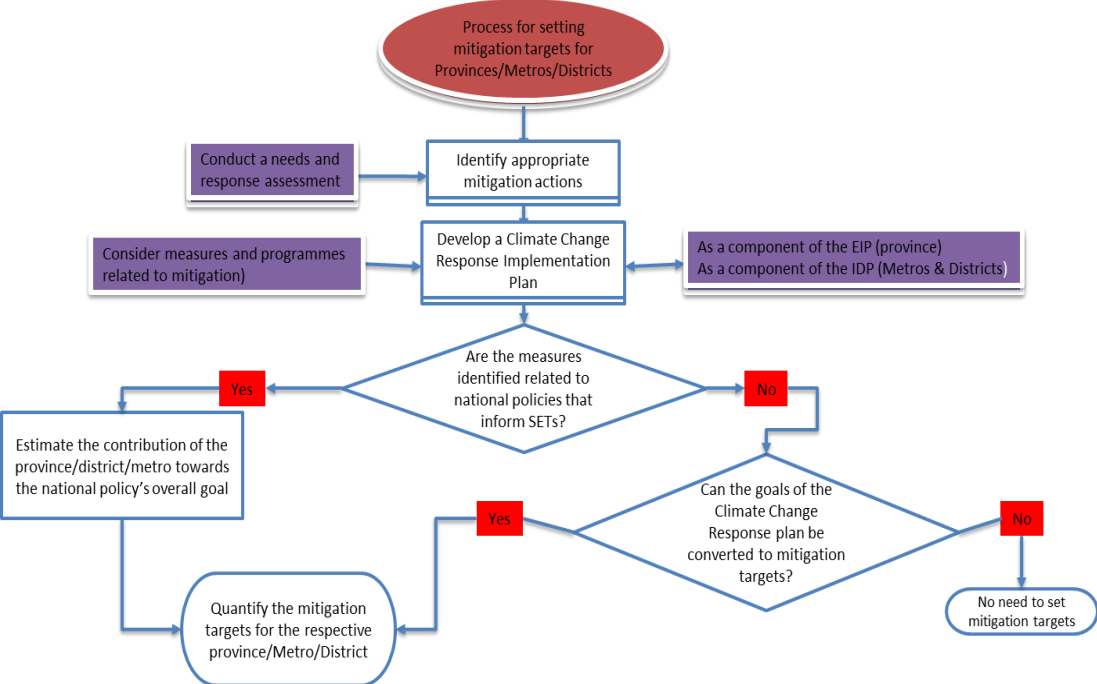 Process for setting
mitigation targets for
Provinces/Metros/Districts
Conduct a needs and
response assessment
Identify appropriate
mitigation actions
Consider measures and programmes
related to mitigation)
Develop a Climate Change
Response Implementation
Plan
As a component of the EIP (province)
As a component of the IDP (Metros & Districts)
Are the measures
identified related to
national policies that
inform SETs?
Yes
No
Estimate the contribution of the
province/district/metro towards
the national policy's overall goal
Can the goals of the
Climate Change
Response plan be
converted to mitigation
targets?
Yes
No
Quantify the mitigation
targets for the respective
province/Metro/District
No need to set
mitigation targets